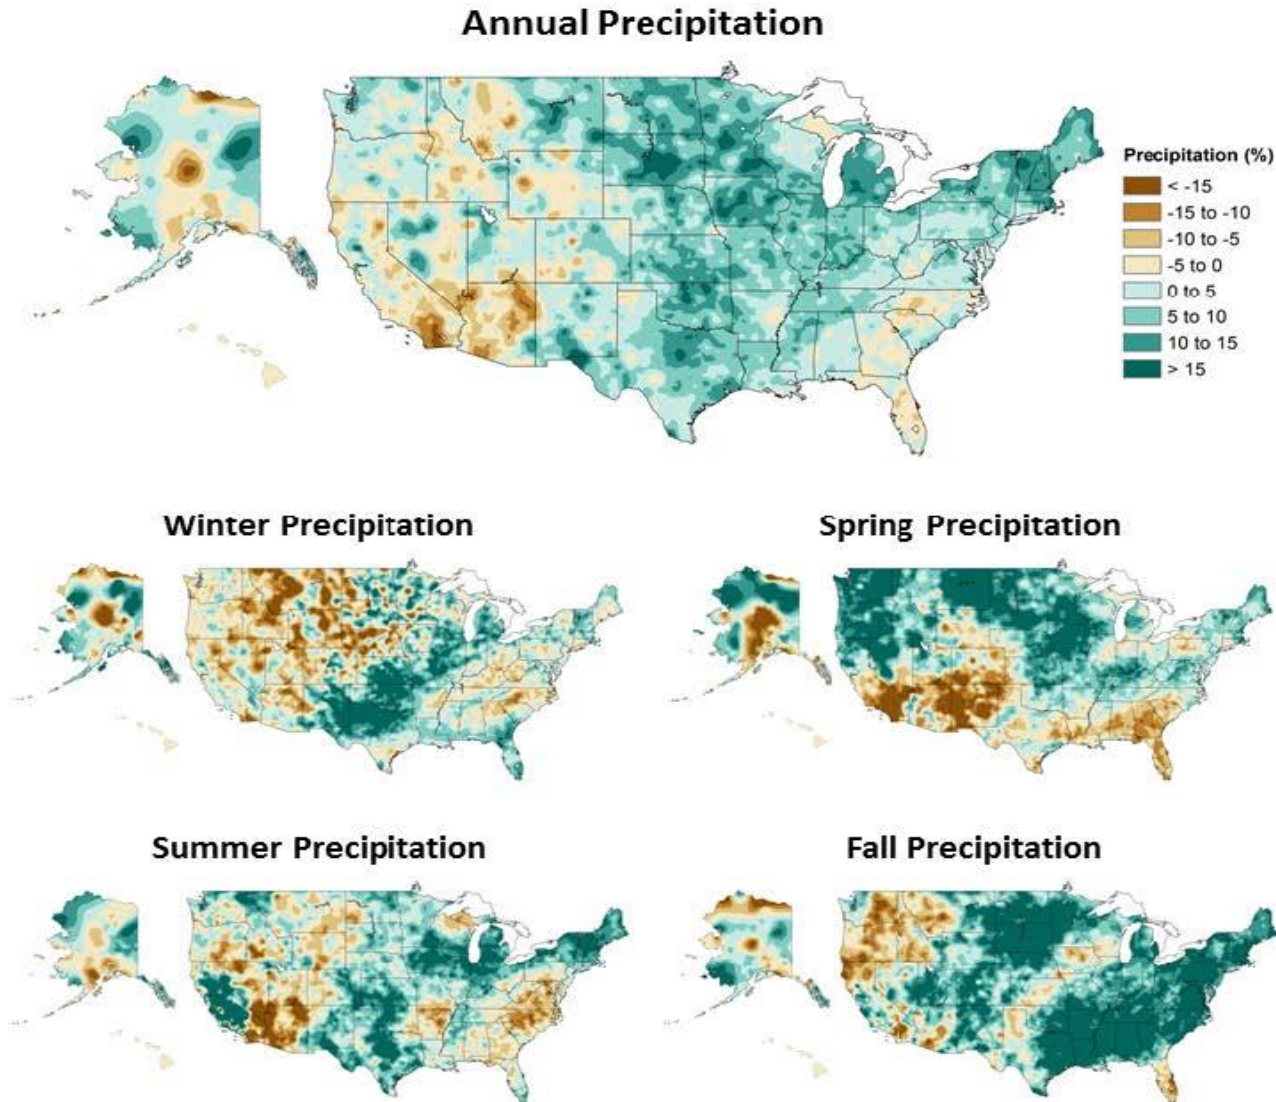 Annual Precipitation
Precipitation (%)
< -15
-15 to -10
-10 to -5
-5 to 0
0 to 5
5 to 10
10 to 15
> 15
Winter Precipitation
Spring Precipitation
Summer Precipitation
Fall Precipitation